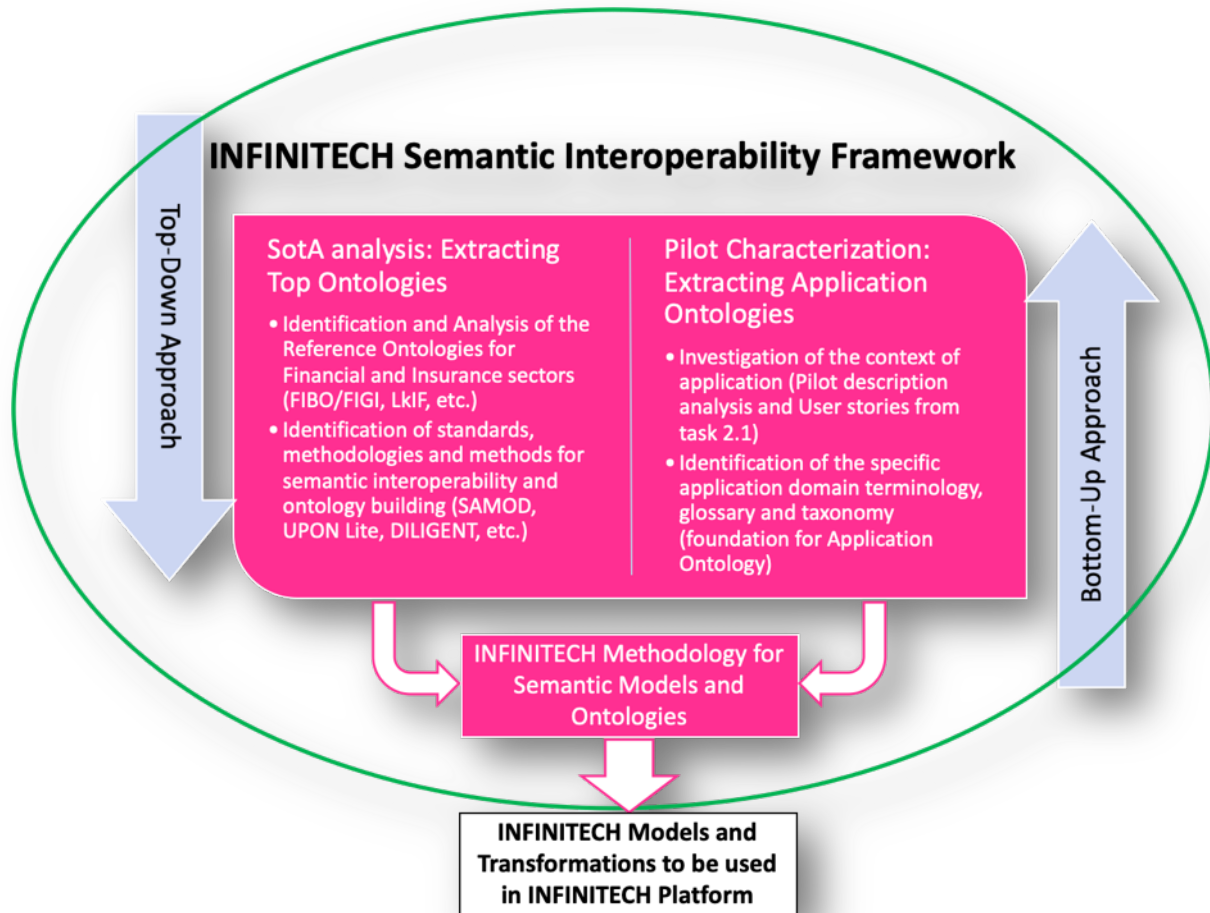 INFINITECH Semantic Interoperability Framework
Top-Down Approach
SotA analysis: Extracting
Top Ontologies
• Identification and Analysis of the
Reference Ontologies for
Financial and Insurance sectors
(FIBO/FIGI, LkIF, etc.)
• Identification of standards,
methodologies and methods for
semantic interoperability and
ontology building (SAMOD,
UPON Lite, DILIGENT, etc.)
Pilot Characterization:
Extracting Application
Ontologies
• Investigation of the context of
application (Pilot description
analysis and User stories from
task 2.1)
• Identification of the specific
application domain terminology,
glossary and taxonomy
(foundation for Application
Ontology)
Bottom-Up Approach
INFINITECH Methodology for
Semantic Models and
Ontologies
INFINITECH Models and
Transformations to be used
in INFINITECH Platform